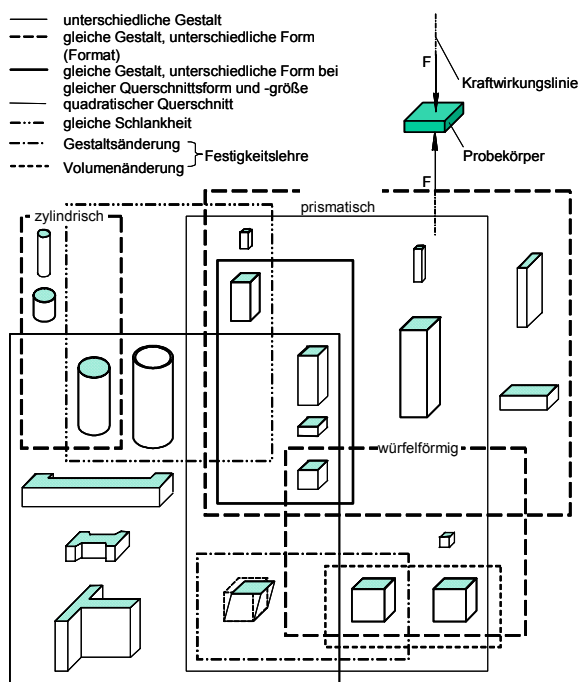 unterschiedliche Gestalt
gleiche Gestalt, unterschiedliche Form
(Format)
gleiche Gestalt, unterschiedliche Form bei
gleicher Querschnittsform und -größe
quadratischer Querschnitt
gleiche Schlankheit
Gestaltsänderung
Festigkeitslehre
Volumenänderung
F
Kraftwirkungslinie
Probekörper
F
zylindrisch
prismatisch
würfelförmig